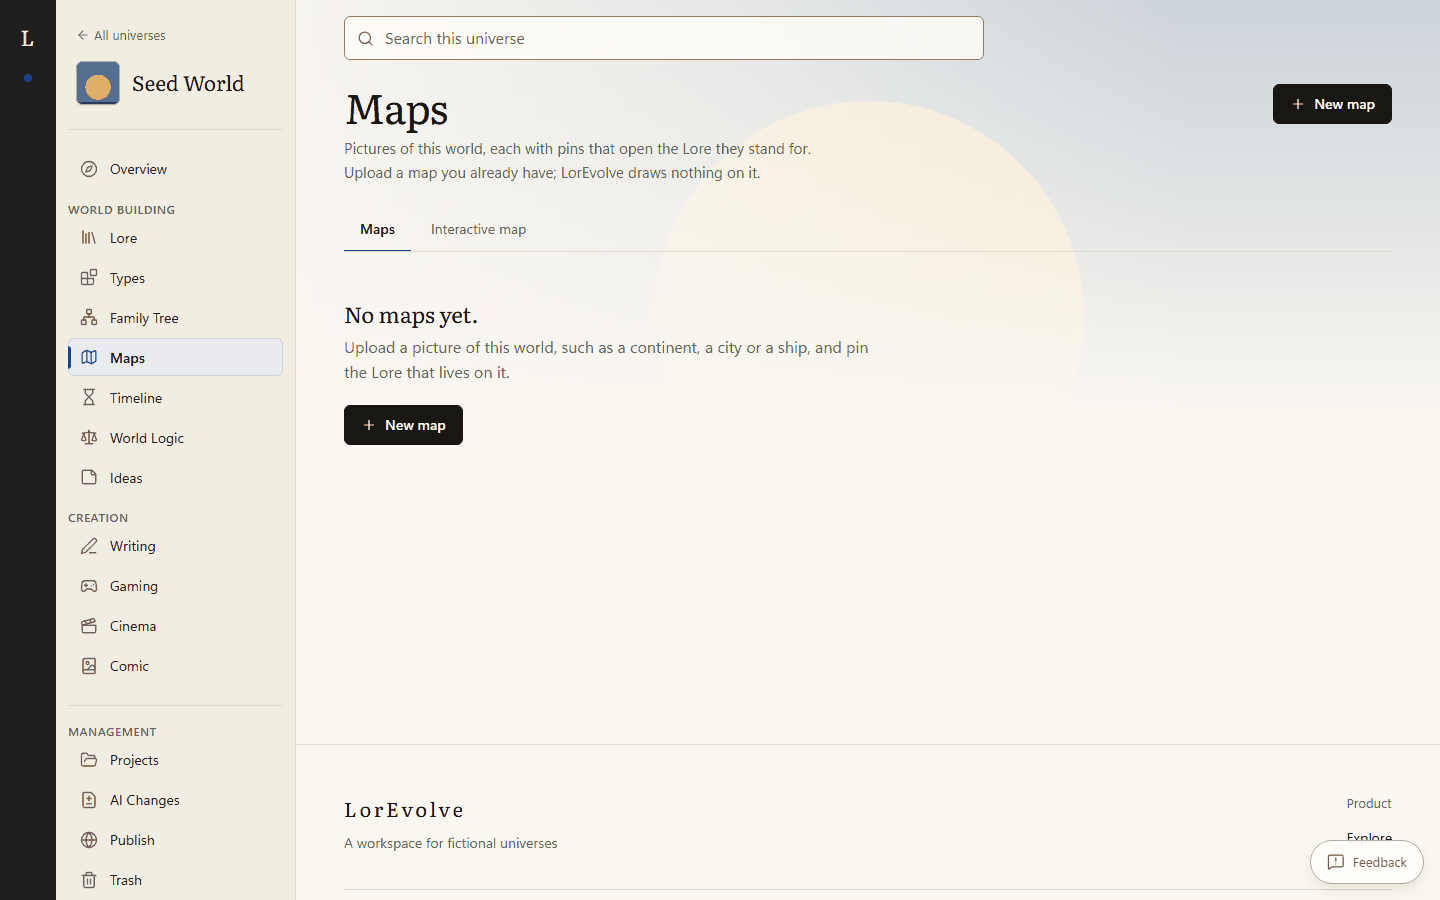 L
All universes
Seed World
Overview
WORLD BUILDING
Lore
Types
Family Tree
Maps
Timeline
World Logic
Ideas
CREATION
Writing
Gaming
Cinema
Comic
MANAGEMENT
Projects
AI Changes
Publish
Trash
Search this universe
Maps
New map
Pictures of this world, each with pins that open the Lore they stand for.
Upload a map you already have; LorEvolve draws nothing on it.
Maps
Interactive map
No maps yet.
Upload a picture of this world, such as a continent, a city or a ship, and pin
the Lore that lives on it.
New map
LorEvolve
A workspace for fictional universes
Product
Explore
Feedback